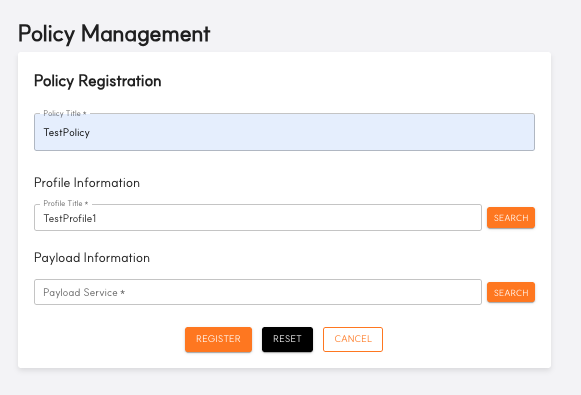 Policy Management
Policy Registration
Policy Title *
TestPolicy
Profile Information
Profile Title *
TestProfile1
SEARCH
Payload Information
Payload Service *
SEARCH
REGISTER
RESET
CANCEL